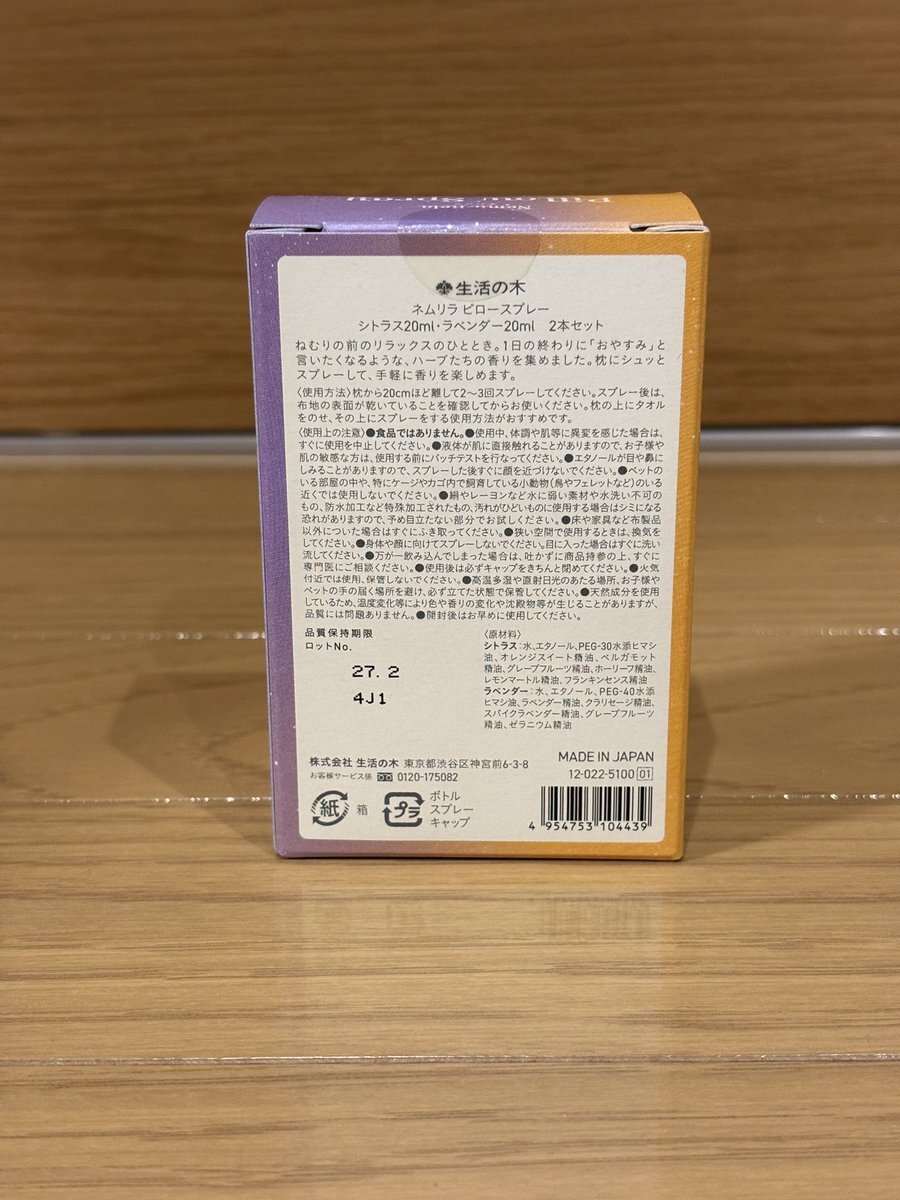 Pillow Spray
Nemu-Rela
生活の木
ネムリラ ピロースプレー
シトラス20ml・ラベンダー20ml 2本セット
ねむりの前のリラックスのひととき。1日の終わりに「おやすみ」と
言いたくなるような、ハーブたちの香りを集めました。枕にシュッと
スプレーして、手軽に香りを楽しめます。
〈使用方法〉枕から20cmほど離して2〜3回スプレーしてください。スプレー後は、
布地の表面が乾いていることを確認してからお使いください。枕の上にタオル
をのせ、その上にスプレーをする使用方法がおすすめです。
〈使用上の注意〉●食品ではありません。●使用中、体調や肌等に異変を感じた場合は、
すぐに使用を中止してください。●液体が肌に直接触れることがありますので、お子様や
肌の敏感な方は、使用する前にパッチテストを行なってください。●エタノールが目や鼻に
しみることがありますので、スプレーした後すぐに顔を近づけないでください。●ペットの
いる部屋の中や、特にケージやカゴ内で飼育している小動物（鳥やフェレットなど）のいる
近くでは使用しないでください。●絹やレーヨンなど水に弱い素材や水洗い不可の
もの、防水加工など特殊加工されたもの、汚れがひどいものに使用する場合はシミになる
恐れがありますので、予め目立たない部分でお試しください。●床や家具など布製品
以外についた場合はすぐにふき取ってください。●狭い空間で使用するときは、換気を
してください。●身体や顔に向けてスプレーしないでください。目に入った場合はすぐに洗い
流してください。●万が一飲み込んでしまった場合は、吐かずに商品持参の上、すぐに
専門医にご相談ください。●使用後は必ずキャップをきちんと閉めてください。●火気
付近では使用、保管しないでください。●高温多湿や直射日光のあたる場所、お子様や
ペットの手の届く場所を避け、必ず立てた状態で保管してください。●天然成分を使用
しているため、温度変化等により色や香りの変化や沈殿物等が生じることがありますが、
品質には問題ありません。●開封後はお早めに使用してください。
品質保持期限
ロットNo.
27. 2
4J1
〈原材料〉
シトラス：水、エタノール、PEG-30水添ヒマシ
油、オレンジスイート精油、ベルガモット
精油、グレープフルーツ精油、ホーリーフ精油、
レモンマートル精油、フランキンセンス精油
ラベンダー：水、エタノール、PEG-40水添
ヒマシ油、ラベンダー精油、クラリセージ精油、
スパイクラベンダー精油、グレープフルーツ
精油、ゼラニウム精油
株式会社 生活の木 東京都渋谷区神宮前6-3-8
お客様サービス係 0120-175082
MADE IN JAPAN
12-022-5100 01
紙 箱
プラ ボトル
スプレー
キャップ
4 954753 104439